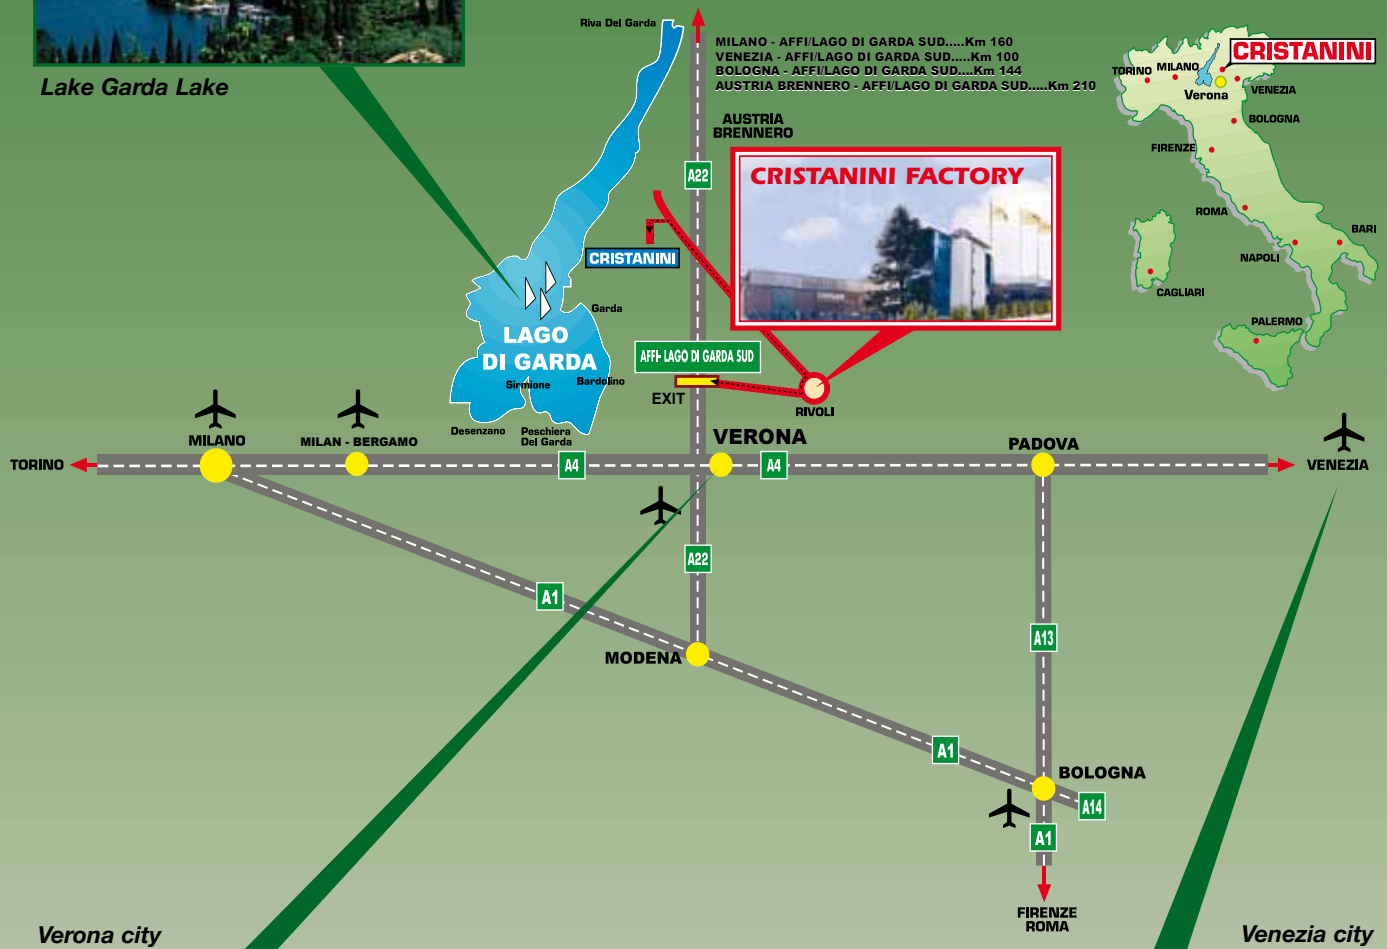 Lake Garda Lake
Riva Del Garda
MILANO - AFFI/LAGO DI GARDA SUD.....Km 160
VENEZIA - AFFI/LAGO DI GARDA SUD.....Km 100
BOLOGNA - AFFI/LAGO DI GARDA SUD....Km 144
AUSTRIA BRENNERO - AFFI/LAGO DI GARDA SUD.....Km 210
AUSTRIA
BRENNERO
A22
CRISTANINI FACTORY
CRISTANINI
Garda
LAGO
DI GARDA
Sirmione
Bardolino
Desenzano
Peschiera
Del Garda
AFFI- LAGO DI GARDA SUD
EXIT
RIVOLI
CRISTANINI
TORINO
MILANO
Verona
VENEZIA
BOLOGNA
FIRENZE
ROMA
BARI
NAPOLI
CAGLIARI
PALERMO
MILANO
MILAN - BERGAMO
VERONA
PADOVA
TORINO
A4
A4
VENEZIA
A22
A1
A13
MODENA
A1
BOLOGNA
A14
A1
FIRENZE
ROMA
Verona city
Venezia city